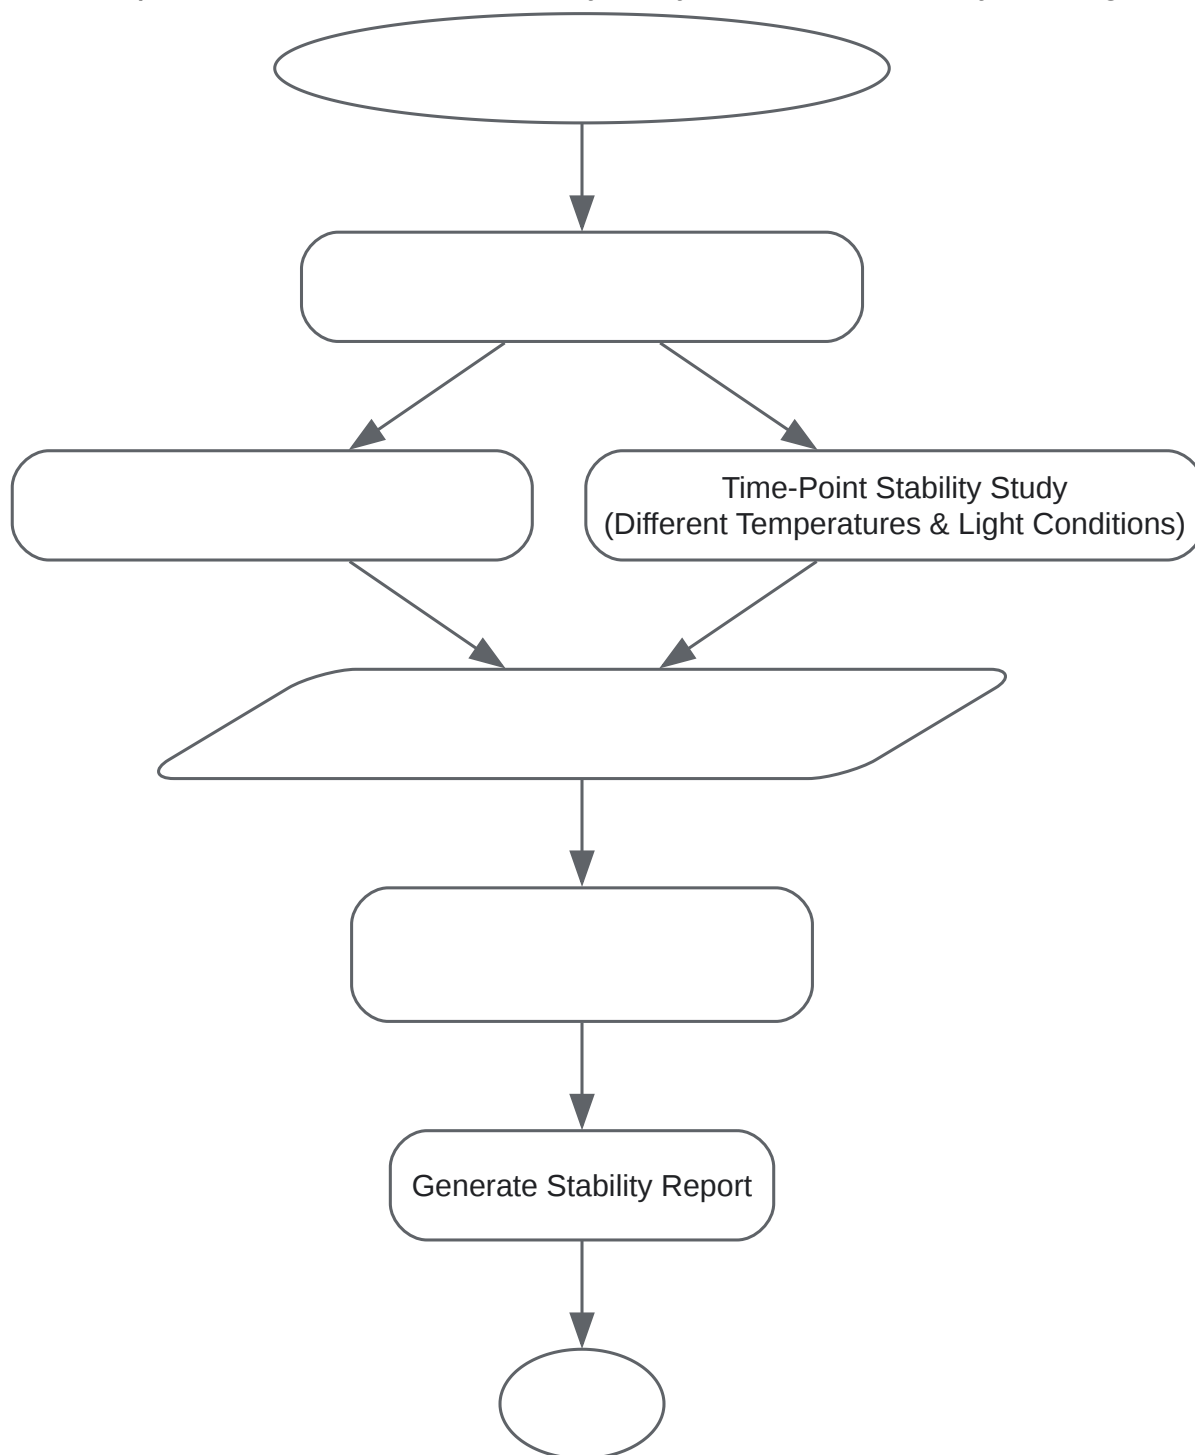 Time-Point Stability Study
(Different Temperatures & Light Conditions)
Generate Stability Report